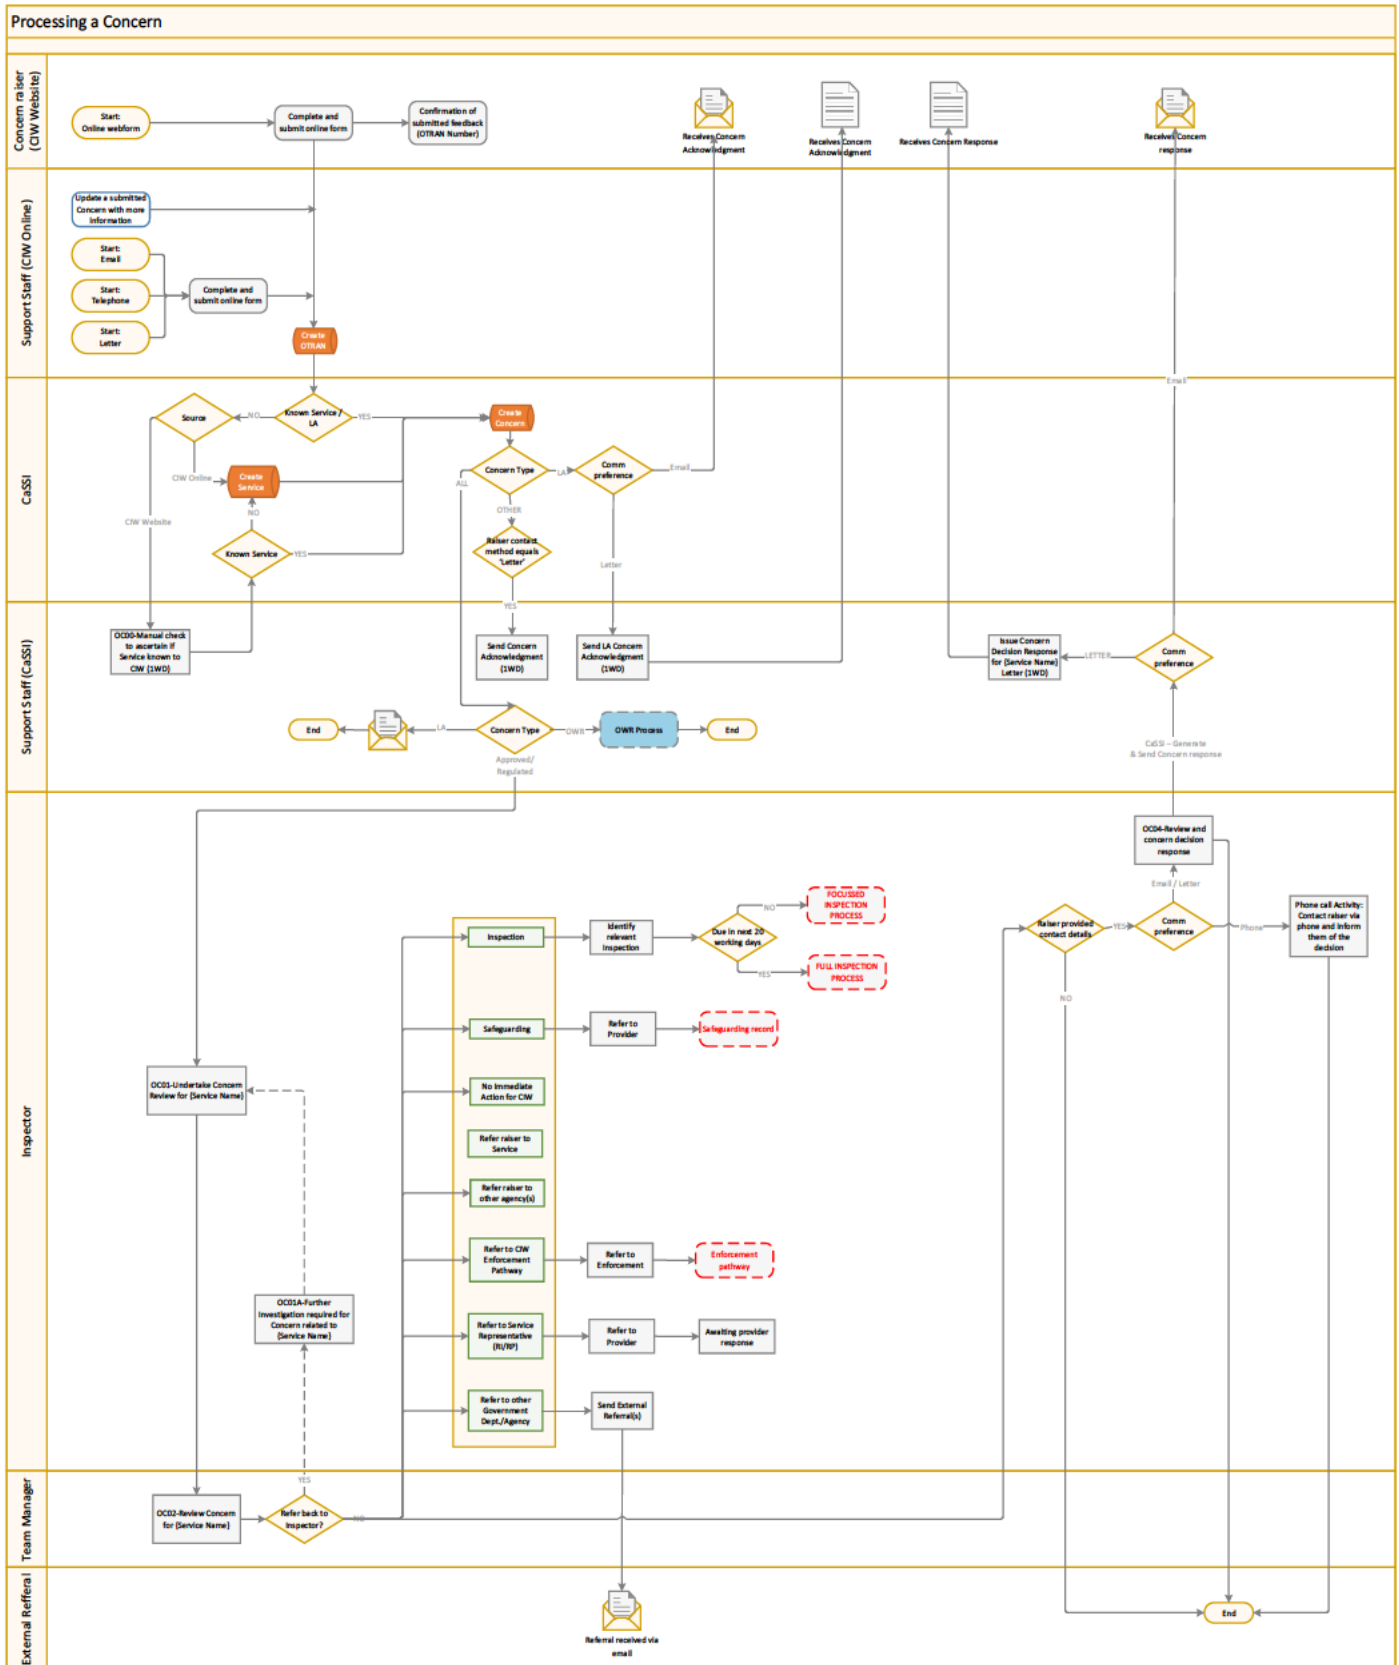 Processing a Concern
Concern raiser
(CIW Website)
Start:
Online webform
Complete and
submit online form
Confirmation of
submitted feedback
(OTRAN Number)
Receives Concern
Acknowledgment
Receives Concern
Acknowledgment
Receives Concern Response
Receives Concern
response
Support Staff (CIW Online)
Update a submitted
Concern with more
information
Start:
Email
Start:
Telephone
Start:
Letter
Complete and
submit online form
Create
OTRAN
Email
CaSSI
Source
NO
Known Service /
LA
YES
Create
Concern
CIW Online
Create
Service
NO
CIW Website
Known Service
YES
Concern Type
ALL
LA
Comm
preference
Email
OTHER
Raiser contact
method equals
'Letter'
Letter
YES
Support Staff (CaSSI)
OC00-Manual check
to ascertain if
Service known to
CIW (1WD)
Send Concern
Acknowledgment
(1WD)
Send LA Concern
Acknowledgment
(1WD)
Issue Concern
Decision Response
for {Service Name}
Letter (1WD)
LETTER
Comm
preference
End
LA
Concern Type
OWR
OWR Process
End
Approved/
Regulated
CaSSI – Generate
& Send Concern response
Inspector
OC04-Review and
concern decision
response
Email / Letter
Inspection
Identify
relevant
Inspection
Due in next 20
working days
NO
FOCUSSED
INSPECTION
PROCESS
YES
FULL INSPECTION
PROCESS
Raiser provided
contact details
YES
Comm
preference
Phone
Phone call Activity:
Contact raiser via
phone and inform
them of the
decision
NO
Safeguarding
Refer to
Provider
Safeguarding record
OC01-Undertake Concern
Review for {Service Name}
No Immediate
Action for CIW
Refer raiser to
Service
Refer raiser to
other agency(s)
Refer to CIW
Enforcement
Pathway
Refer to
Enforcement
Enforcement
pathway
OC01A-Further
Investigation required for
Concern related to
{Service Name}
Refer to Service
Representative
(RI/RP)
Refer to
Provider
Awaiting provider
response
Refer to other
Government
Dept./Agency
Send External
Referral(s)
YES
Team Manager
OC02-Review Concern
for {Service Name}
Refer back to
Inspector?
NO
External Refferal
Referral received via
email
End